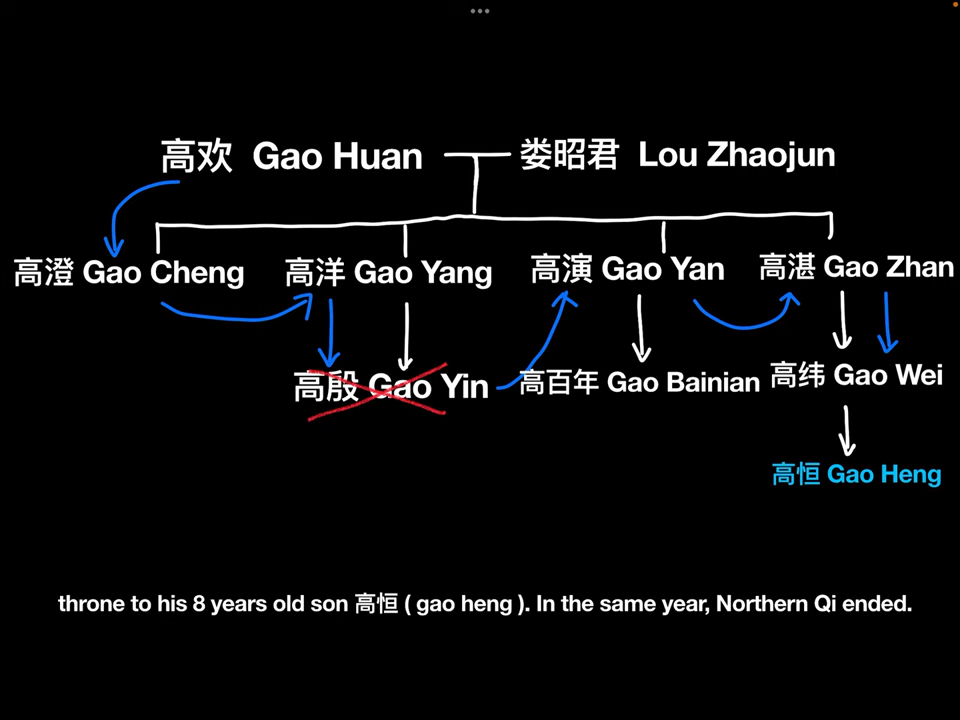 高欢 Gao Huan
娄昭君 Lou Zhaojun
高澄 Gao Cheng
高洋 Gao Yang
高演 Gao Yan
高湛 Gao Zhan
高殷 Gao Yin
高百年 Gao Bainian
高纬 Gao Wei
高恒 Gao Heng
throne to his 8 years old son 高恒 ( gao heng ). In the same year, Northern Qi ended.